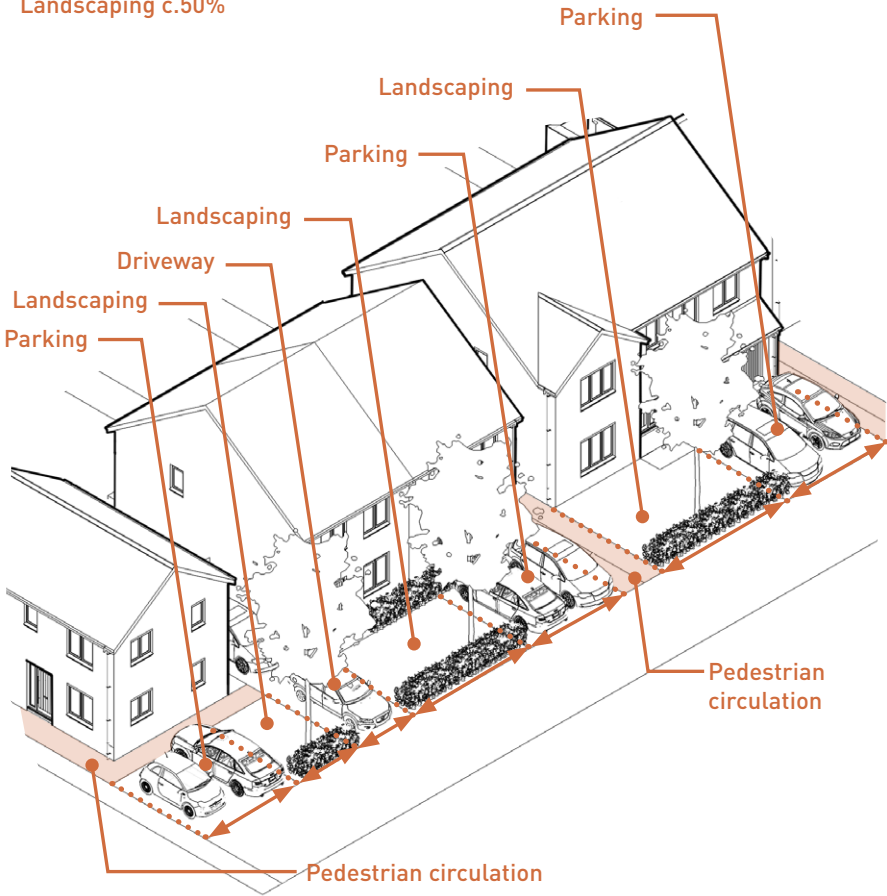 Landscaping c.50%
Parking
Landscaping
Parking
Landscaping
Driveway
Landscaping
Parking
Pedestrian
circulation
Pedestrian circulation